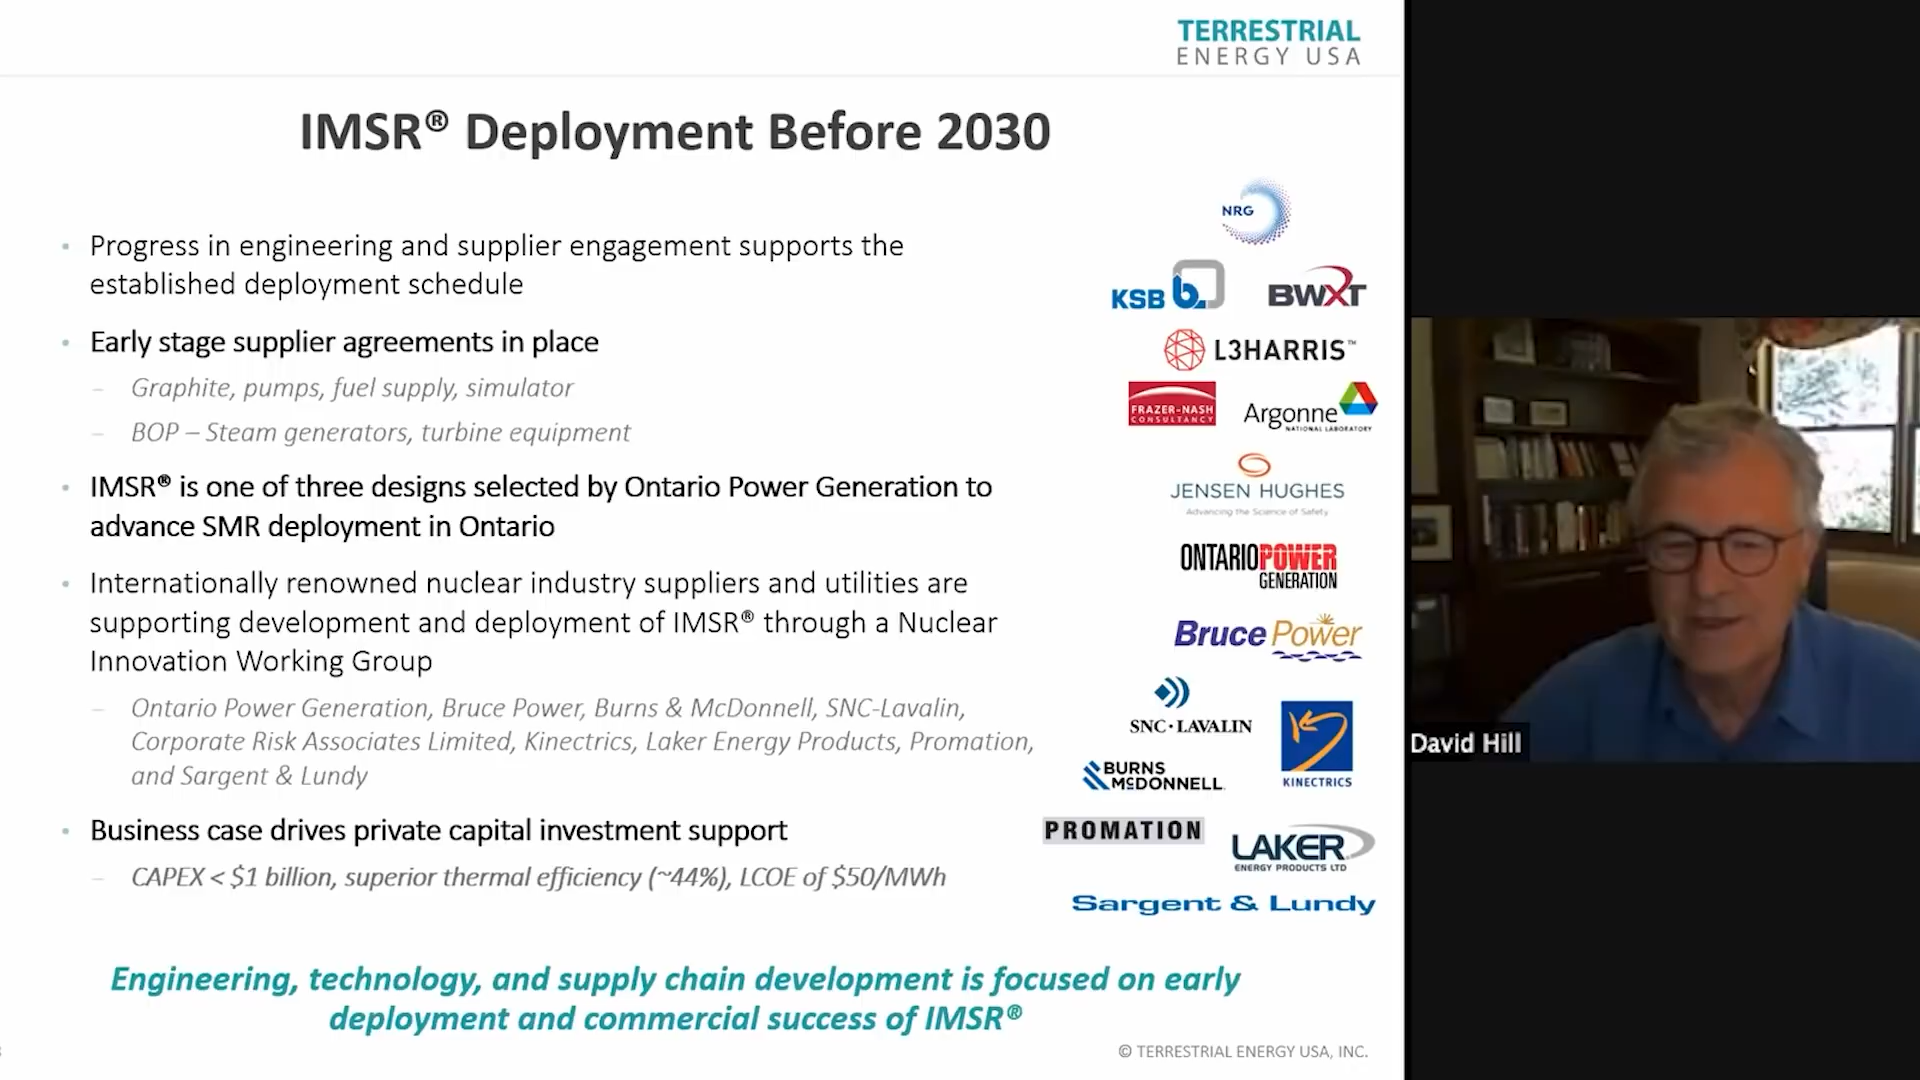 TERRESTRIAL
ENERGY USA
IMSR® Deployment Before 2030
• Progress in engineering and supplier engagement supports the
established deployment schedule
• Early stage supplier agreements in place
– Graphite, pumps, fuel supply, simulator
– BOP – Steam generators, turbine equipment
• IMSR® is one of three designs selected by Ontario Power Generation to
advance SMR deployment in Ontario
• Internationally renowned nuclear industry suppliers and utilities are
supporting development and deployment of IMSR® through a Nuclear
Innovation Working Group
– Ontario Power Generation, Bruce Power, Burns & McDonnell, SNC-Lavalin,
Corporate Risk Associates Limited, Kinectrics, Laker Energy Products, Promation,
and Sargent & Lundy
• Business case drives private capital investment support
– CAPEX < $1 billion, superior thermal efficiency (~44%), LCOE of $50/MWh
NRG
KSB b.
BWXT
L3HARRIS™
FRAZER-NASH
CONSULTANCY
Argonne
NATIONAL LABORATORY
JENSEN HUGHES
Advancing the Science of Safety
ONTARIOPOWER
GENERATION
Bruce Power
SNC·LAVALIN
KINECTRICS
BURNS
McDONNELL
PROMATION
LAKER
ENERGY PRODUCTS LTD
Sargent & Lundy
Engineering, technology, and supply chain development is focused on early
deployment and commercial success of IMSR®
© TERRESTRIAL ENERGY USA, INC.
David Hill